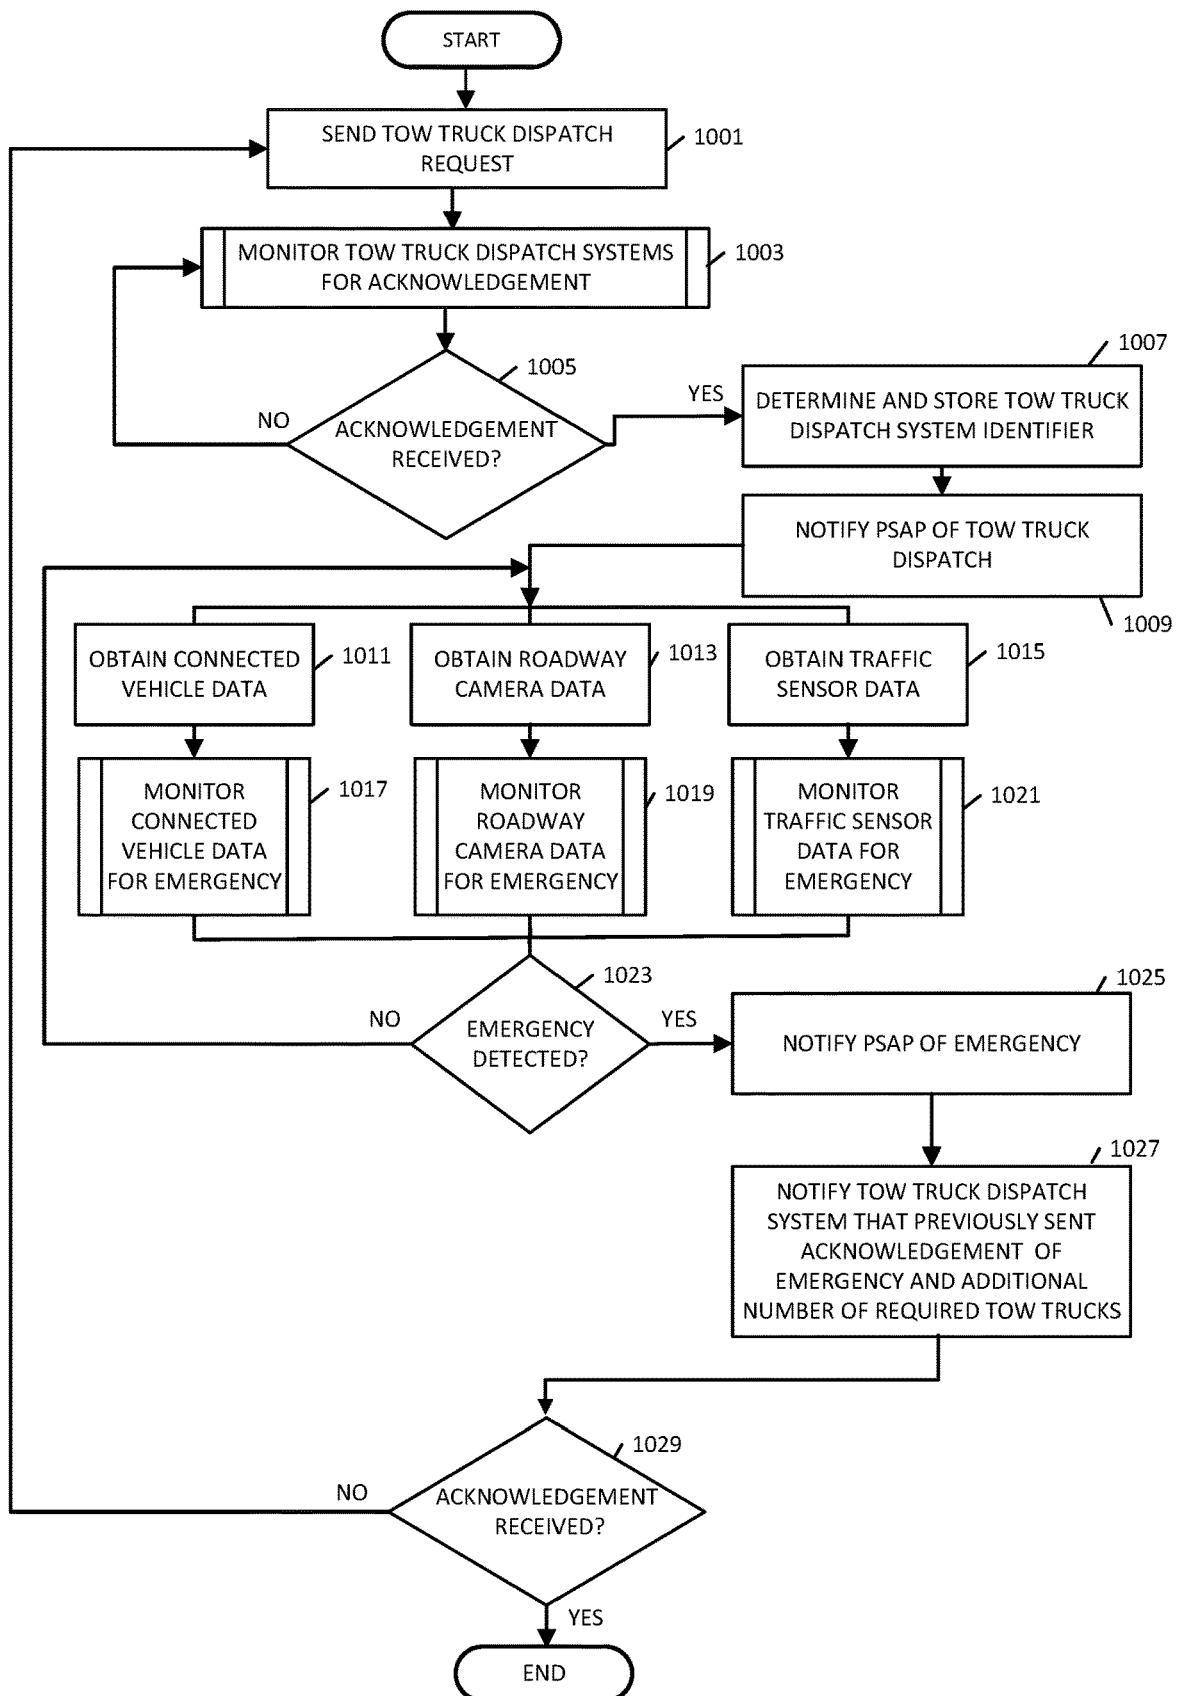 START
SEND TOW TRUCK DISPATCH
REQUEST
1001
MONITOR TOW TRUCK DISPATCH SYSTEMS
FOR ACKNOWLEDGEMENT
1003
1005
ACKNOWLEDGEMENT
RECEIVED?
NO
YES
1007
DETERMINE AND STORE TOW TRUCK
DISPATCH SYSTEM IDENTIFIER
NOTIFY PSAP OF TOW TRUCK
DISPATCH
1009
OBTAIN CONNECTED
VEHICLE DATA
1011
OBTAIN ROADWAY
CAMERA DATA
1013
OBTAIN TRAFFIC
SENSOR DATA
1015
MONITOR
CONNECTED
VEHICLE DATA
FOR EMERGENCY
1017
MONITOR
ROADWAY
CAMERA DATA
FOR EMERGENCY
1019
MONITOR
TRAFFIC SENSOR
DATA FOR
EMERGENCY
1021
1023
EMERGENCY
DETECTED?
NO
YES
1025
NOTIFY PSAP OF EMERGENCY
1027
NOTIFY TOW TRUCK DISPATCH
SYSTEM THAT PREVIOUSLY SENT
ACKNOWLEDGEMENT OF
EMERGENCY AND ADDITIONAL
NUMBER OF REQUIRED TOW TRUCKS
1029
ACKNOWLEDGEMENT
RECEIVED?
NO
YES
END